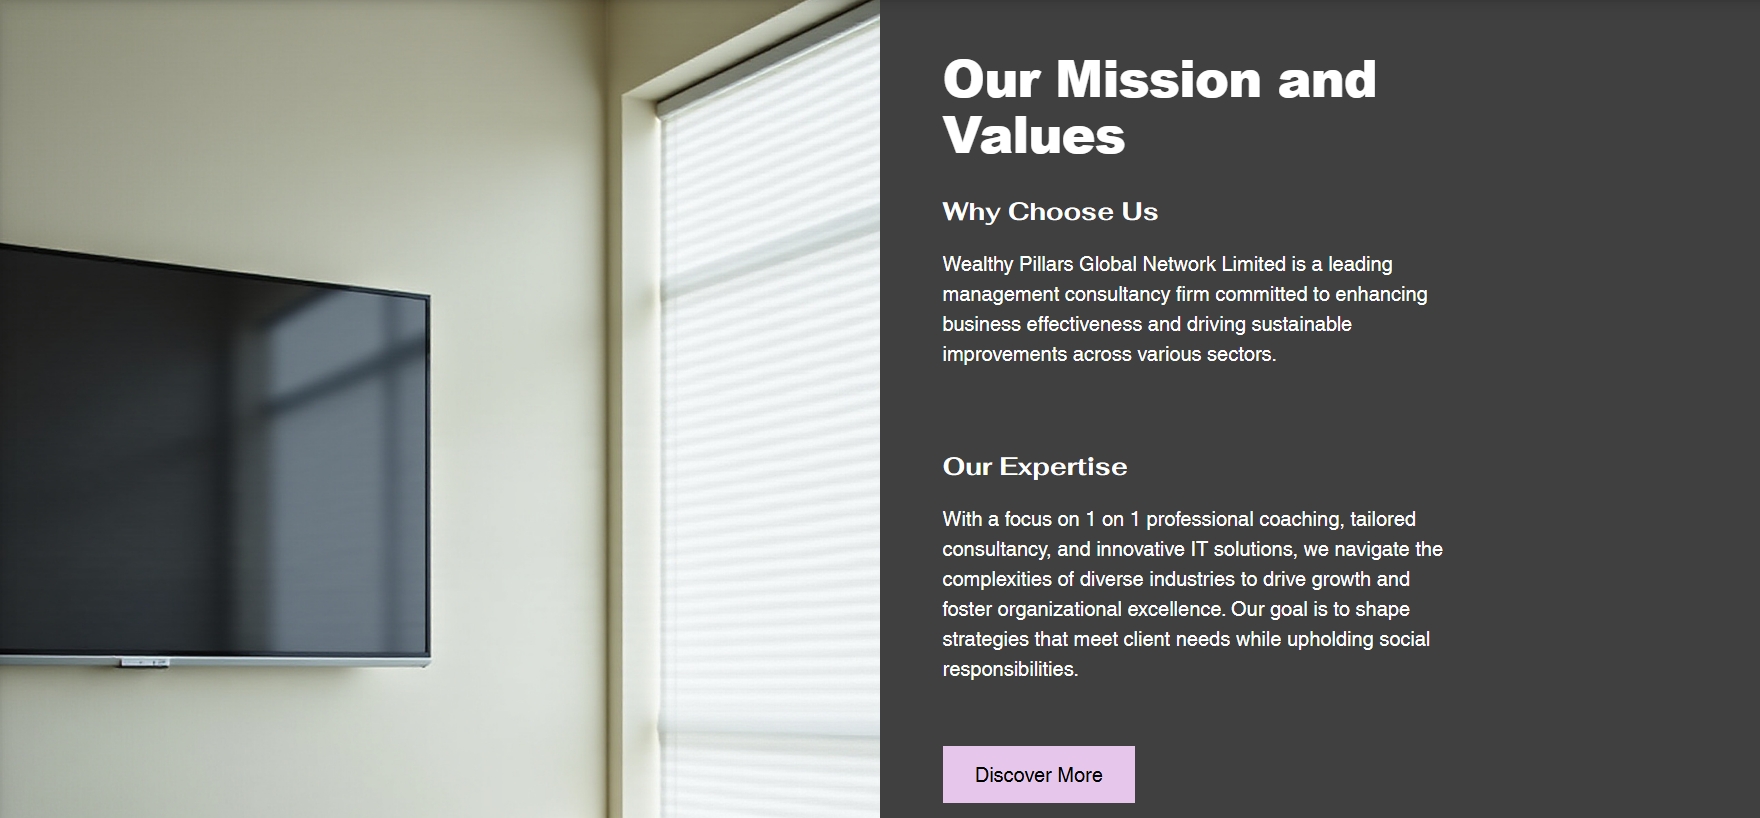 Our Mission and
Values
Why Choose Us
Wealthy Pillars Global Network Limited is a leading
management consultancy firm committed to enhancing
business effectiveness and driving sustainable
improvements across various sectors.
Our Expertise
With a focus on 1 on 1 professional coaching, tailored
consultancy, and innovative IT solutions, we navigate the
complexities of diverse industries to drive growth and
foster organizational excellence. Our goal is to shape
strategies that meet client needs while upholding social
responsibilities.
Discover More